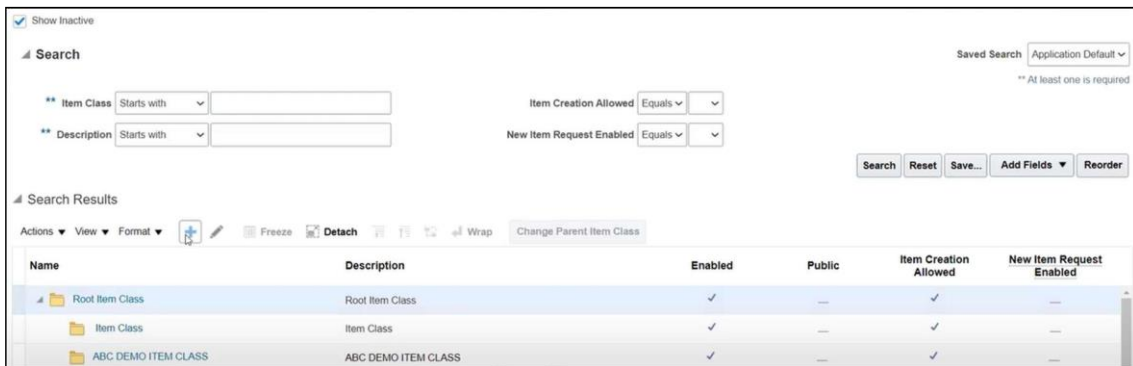 Show Inactive
Search
Saved Search Application Default
** At least one is required
** Item Class Starts with
Item Creation Allowed Equals
** Description Starts with
New Item Request Enabled Equals
Search Reset Save... Add Fields Reorder
Search Results
Actions View Format Freeze Detach Wrap Change Parent Item Class
Name Description Enabled Public Item Creation Allowed New Item Request Enabled
Root Item Class Root Item Class
Item Class Item Class
ABC DEMO ITEM CLASS ABC DEMO ITEM CLASS